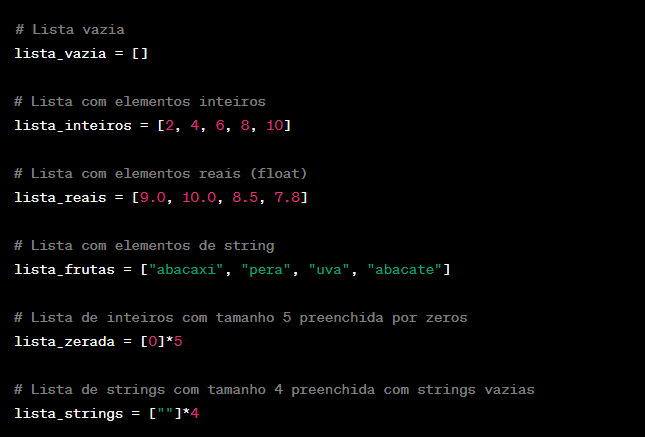 # Lista vazia
lista_vazia = []
# Lista com elementos inteiros
lista_inteiros = [2, 4, 6, 8, 10]
# Lista com elementos reais (float)
lista_reais = [9.0, 10.0, 8.5, 7.8]
# Lista com elementos de string
lista_frutas = ["abacaxi", "pera", "uva", "abacate"]
# Lista de inteiros com tamanho 5 preenchida por zeros
lista_zerada = [0]*5
# Lista de strings com tamanho 4 preenchida com strings vazias
lista_strings = [""]*4